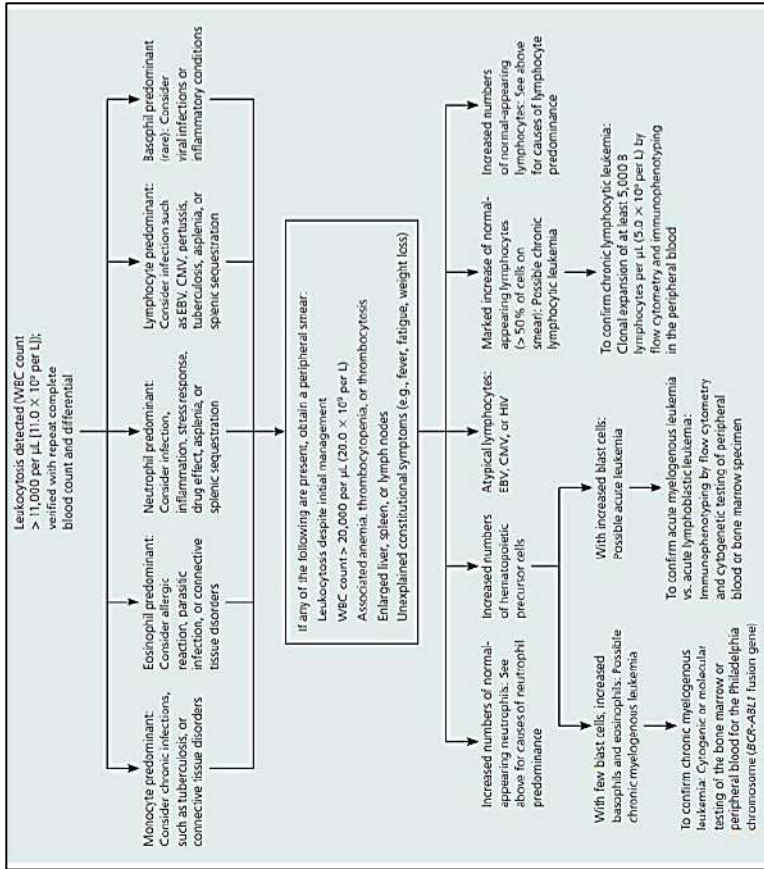 Leukocytosis detected (WBC count
> 11,000 per µL [11.0 × 10⁹ per L]);
verified with repeat complete
blood count and differential
Monocyte predominant:
Consider chronic infections,
such as tuberculosis, or
connective tissue disorders
Eosinophil predominant:
Consider allergic
reaction, parasitic
infection, or connective
tissue disorders
Neutrophil predominant:
Consider infection,
inflammation, stress response,
drug effect, asplenia, or
splenic sequestration
Lymphocyte predominant:
Consider infection such
as EBV, CMV, pertussis,
tuberculosis, asplenia, or
splenic sequestration
Basophil predominant
(rare): Consider
viral infections or
inflammatory conditions
If any of the following are present, obtain a peripheral smear:
Leukocytosis despite initial management
WBC count > 20,000 per µL (20.0 × 10⁹ per L)
Associated anemia, thrombocytopenia, or thrombocytosis
Enlarged liver, spleen, or lymph nodes
Unexplained constitutional symptoms (e.g., fever, fatigue, weight loss)
Increased numbers of normal-
appearing neutrophils: See
above for causes of neutrophil
predominance
Increased numbers
of hematopoietic
precursor cells
Atypical lymphocytes:
EBV, CMV, or HIV
Marked increase of normal-
appearing lymphocytes
(> 50% of cells on
smear): Possible chronic
lymphocytic leukemia
Increased numbers
of normal-appearing
lymphocytes: See above
for causes of lymphocyte
predominance
With few blast cells, increased
basophils and eosinophils: Possible
chronic myelogenous leukemia
With increased blast cells:
Possible acute leukemia
To confirm chronic lymphocytic leukemia:
Clonal expansion of at least 5,000 B
lymphocytes per µL (5.0 × 10⁹ per L) by
flow cytometry and immunophenotyping
in the peripheral blood
To confirm chronic myelogenous
leukemia: Cytogenic or molecular
testing of the bone marrow or
peripheral blood for the Philadelphia
chromosome (BCR-ABL1 fusion gene)
To confirm acute myelogenous leukemia
vs. acute lymphoblastic leukemia:
Immunophenotyping by flow cytometry
and cytogenetic testing of peripheral
blood or bone marrow specimen